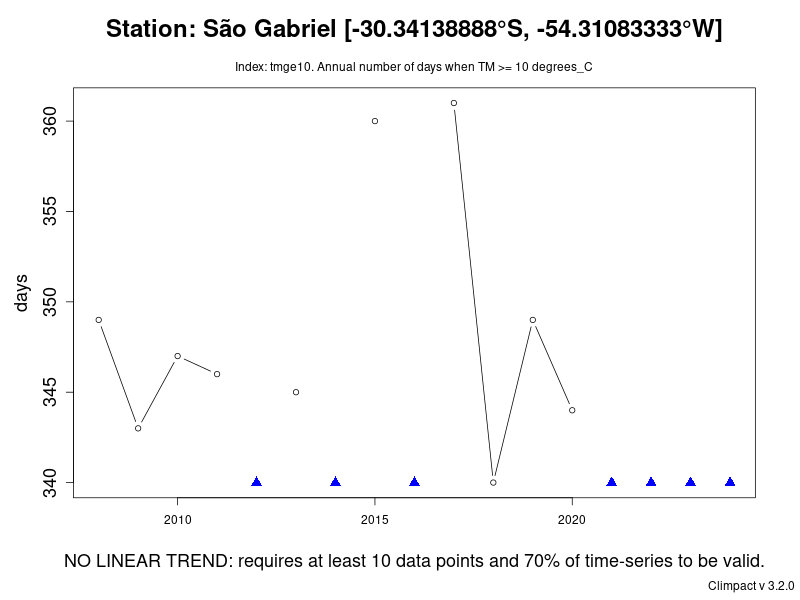 Station: São Gabriel [-30.34138888°S, -54.31083333°W]
Index: tmge10. Annual number of days when TM >= 10 degrees_C
360
355
350
345
340
days
2010
2015
2020
NO LINEAR TREND: requires at least 10 data points and 70% of time-series to be valid.
Climpact v 3.2.0